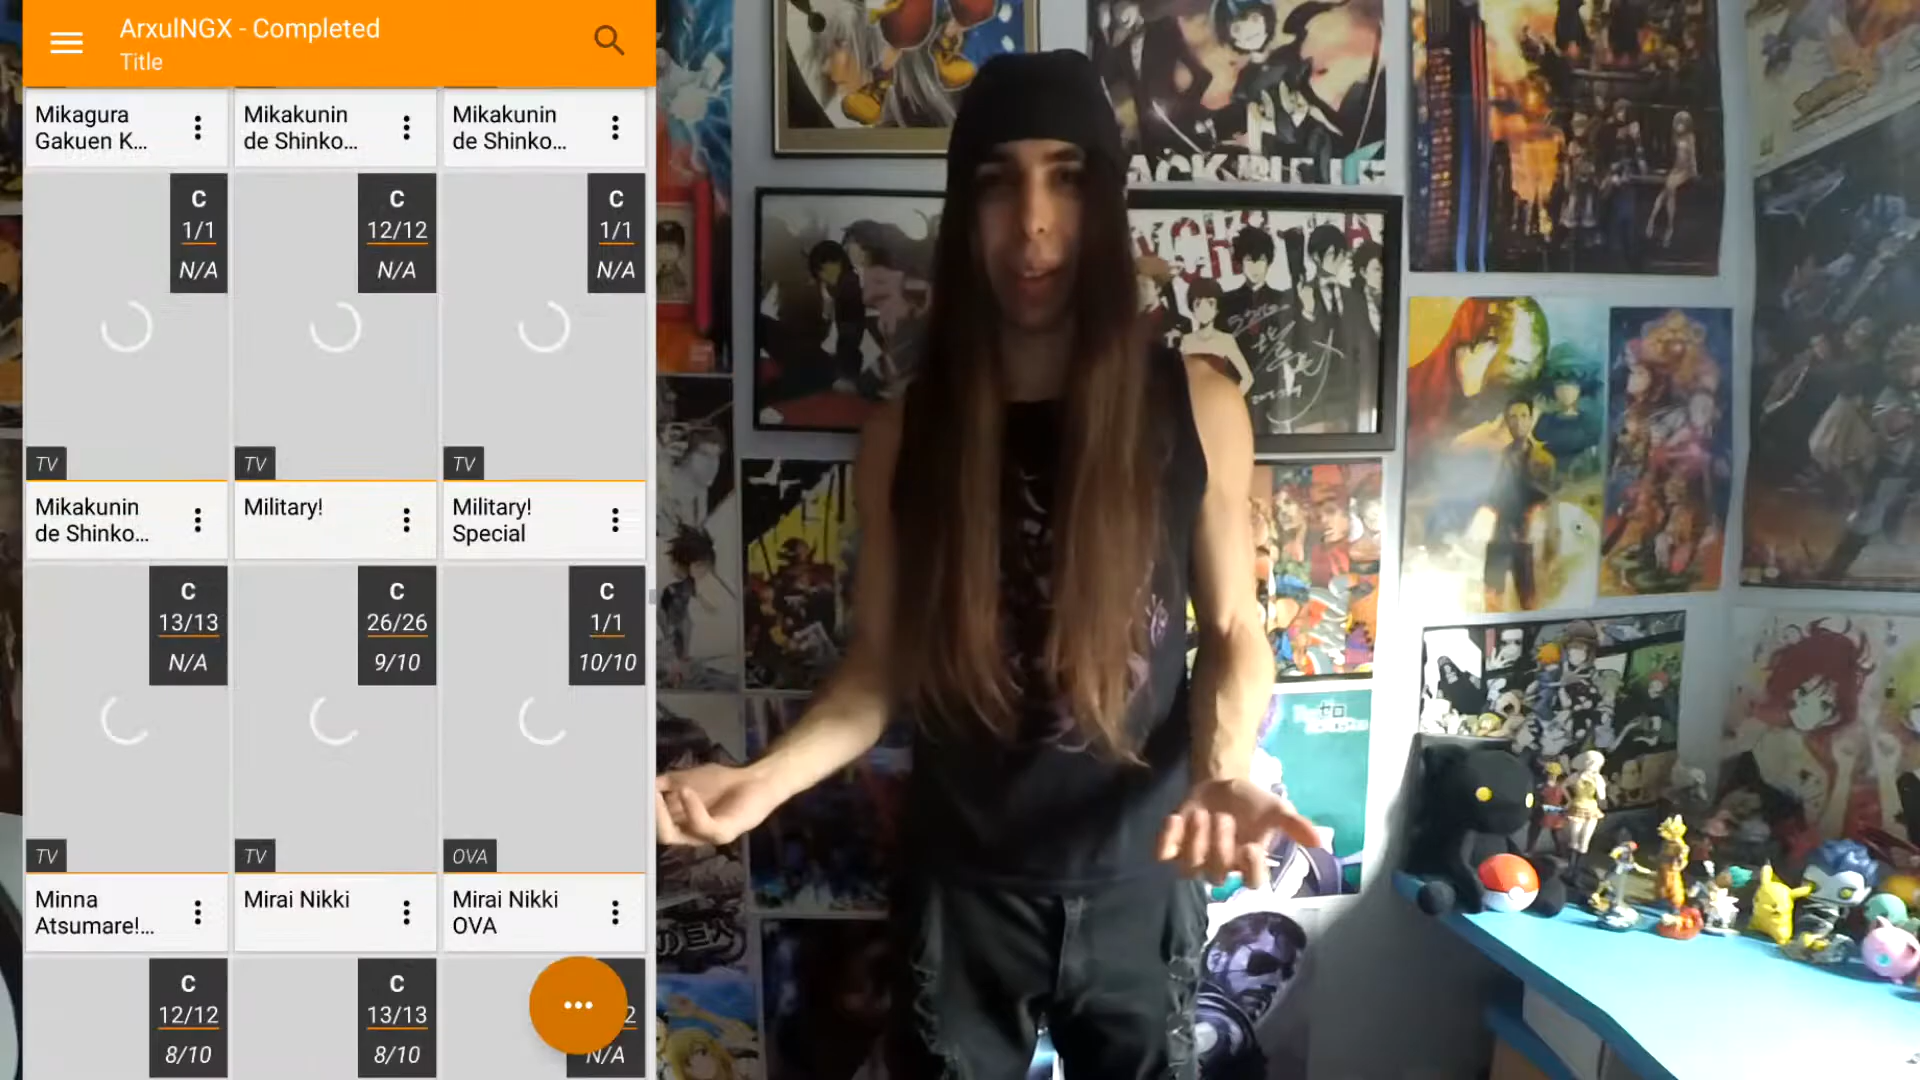 ArxulNGX - Completed
Title
Mikagura
Gakuen K...
Mikakunin
de Shinko...
Mikakunin
de Shinko...
C
1/1
N/A
C
12/12
N/A
C
1/1
N/A
TV
TV
TV
Mikakunin
de Shinko...
Military!
Military!
Special
C
13/13
N/A
C
26/26
9/10
C
1/1
10/10
TV
TV
OVA
Minna
Atsumare!...
Mirai Nikki
Mirai Nikki
OVA
C
12/12
8/10
C
13/13
8/10
N/A